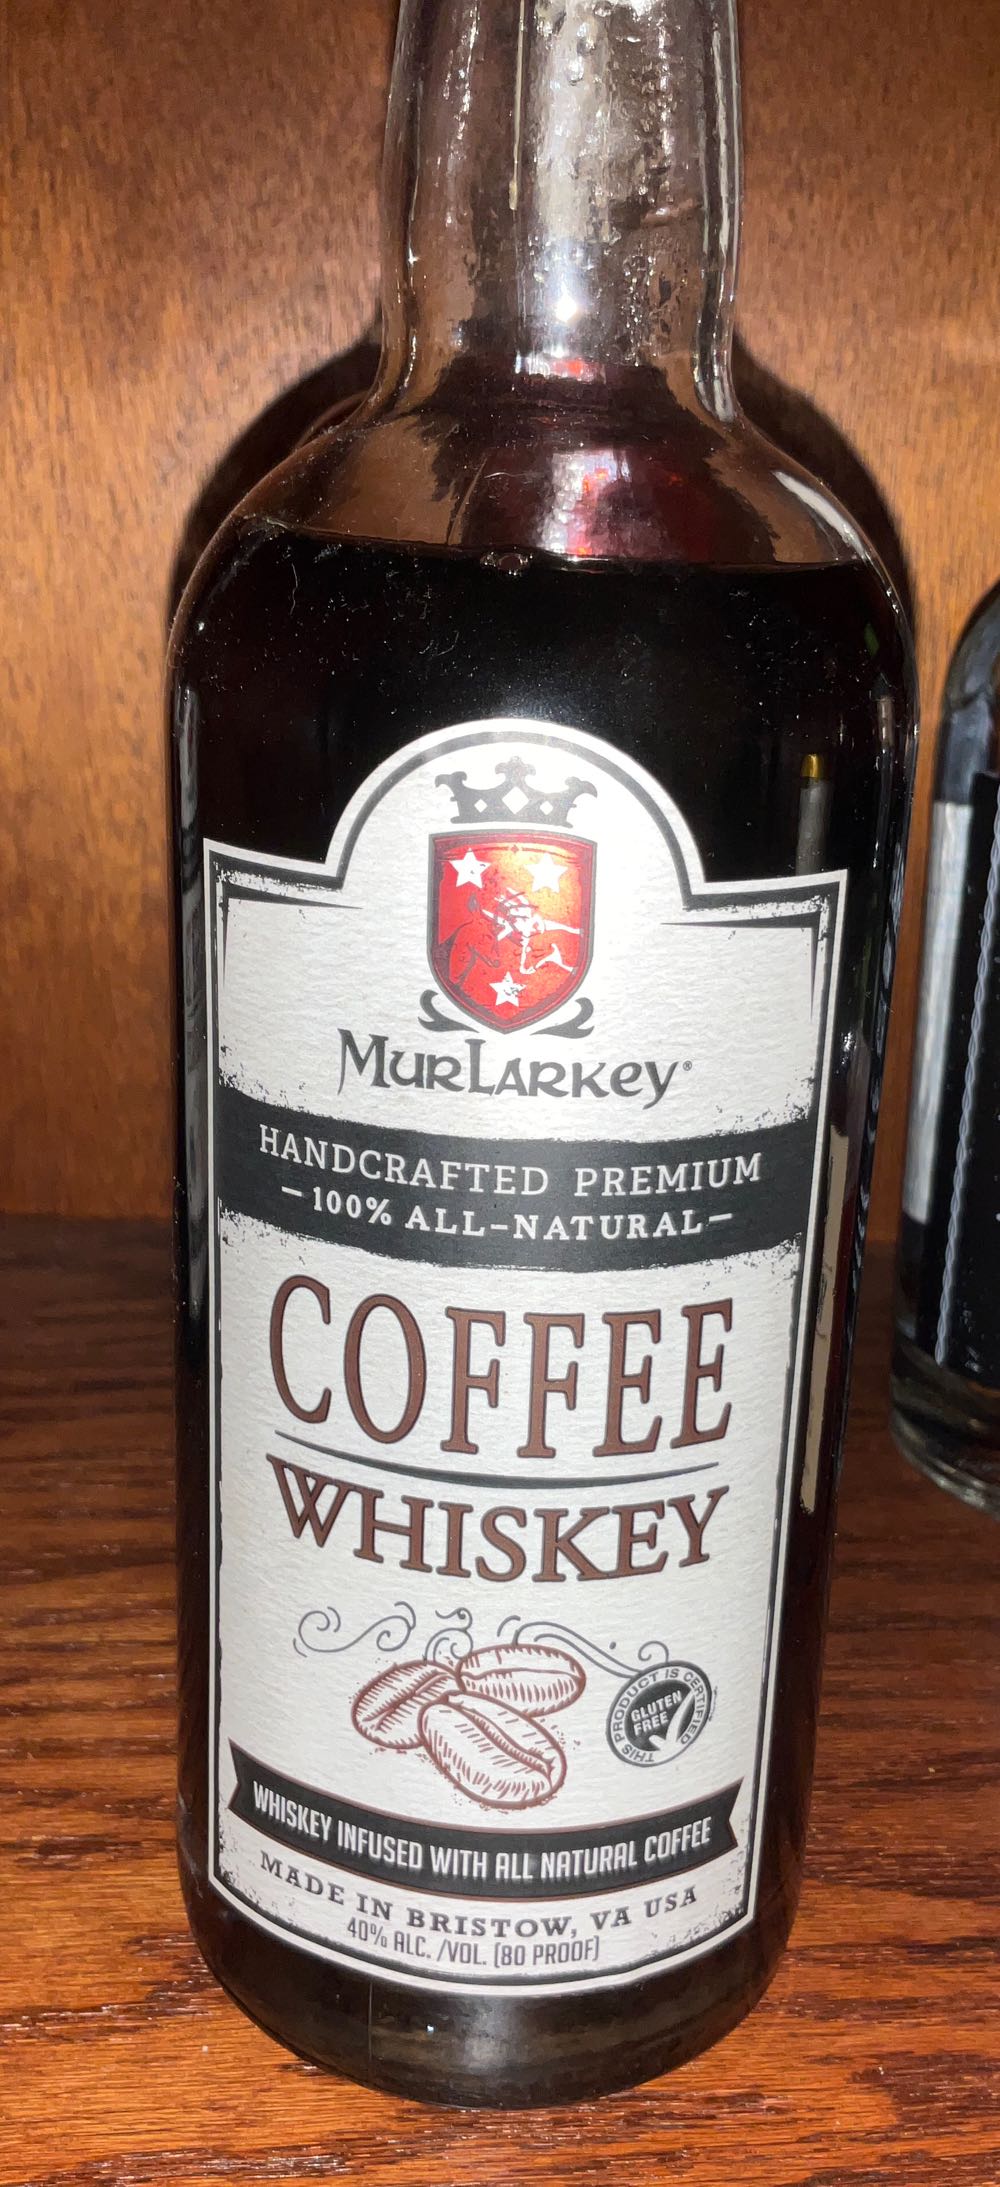 MurLarkey®
HANDCRAFTED PREMIUM
– 100% ALL-NATURAL –
COFFEE
WHISKEY
THIS PRODUCT IS CERTIFIED
GLUTEN
FREE
WHISKEY INFUSED WITH ALL NATURAL COFFEE
MADE IN BRISTOW, VA USA
40% ALC. /VOL. (80 PROOF)